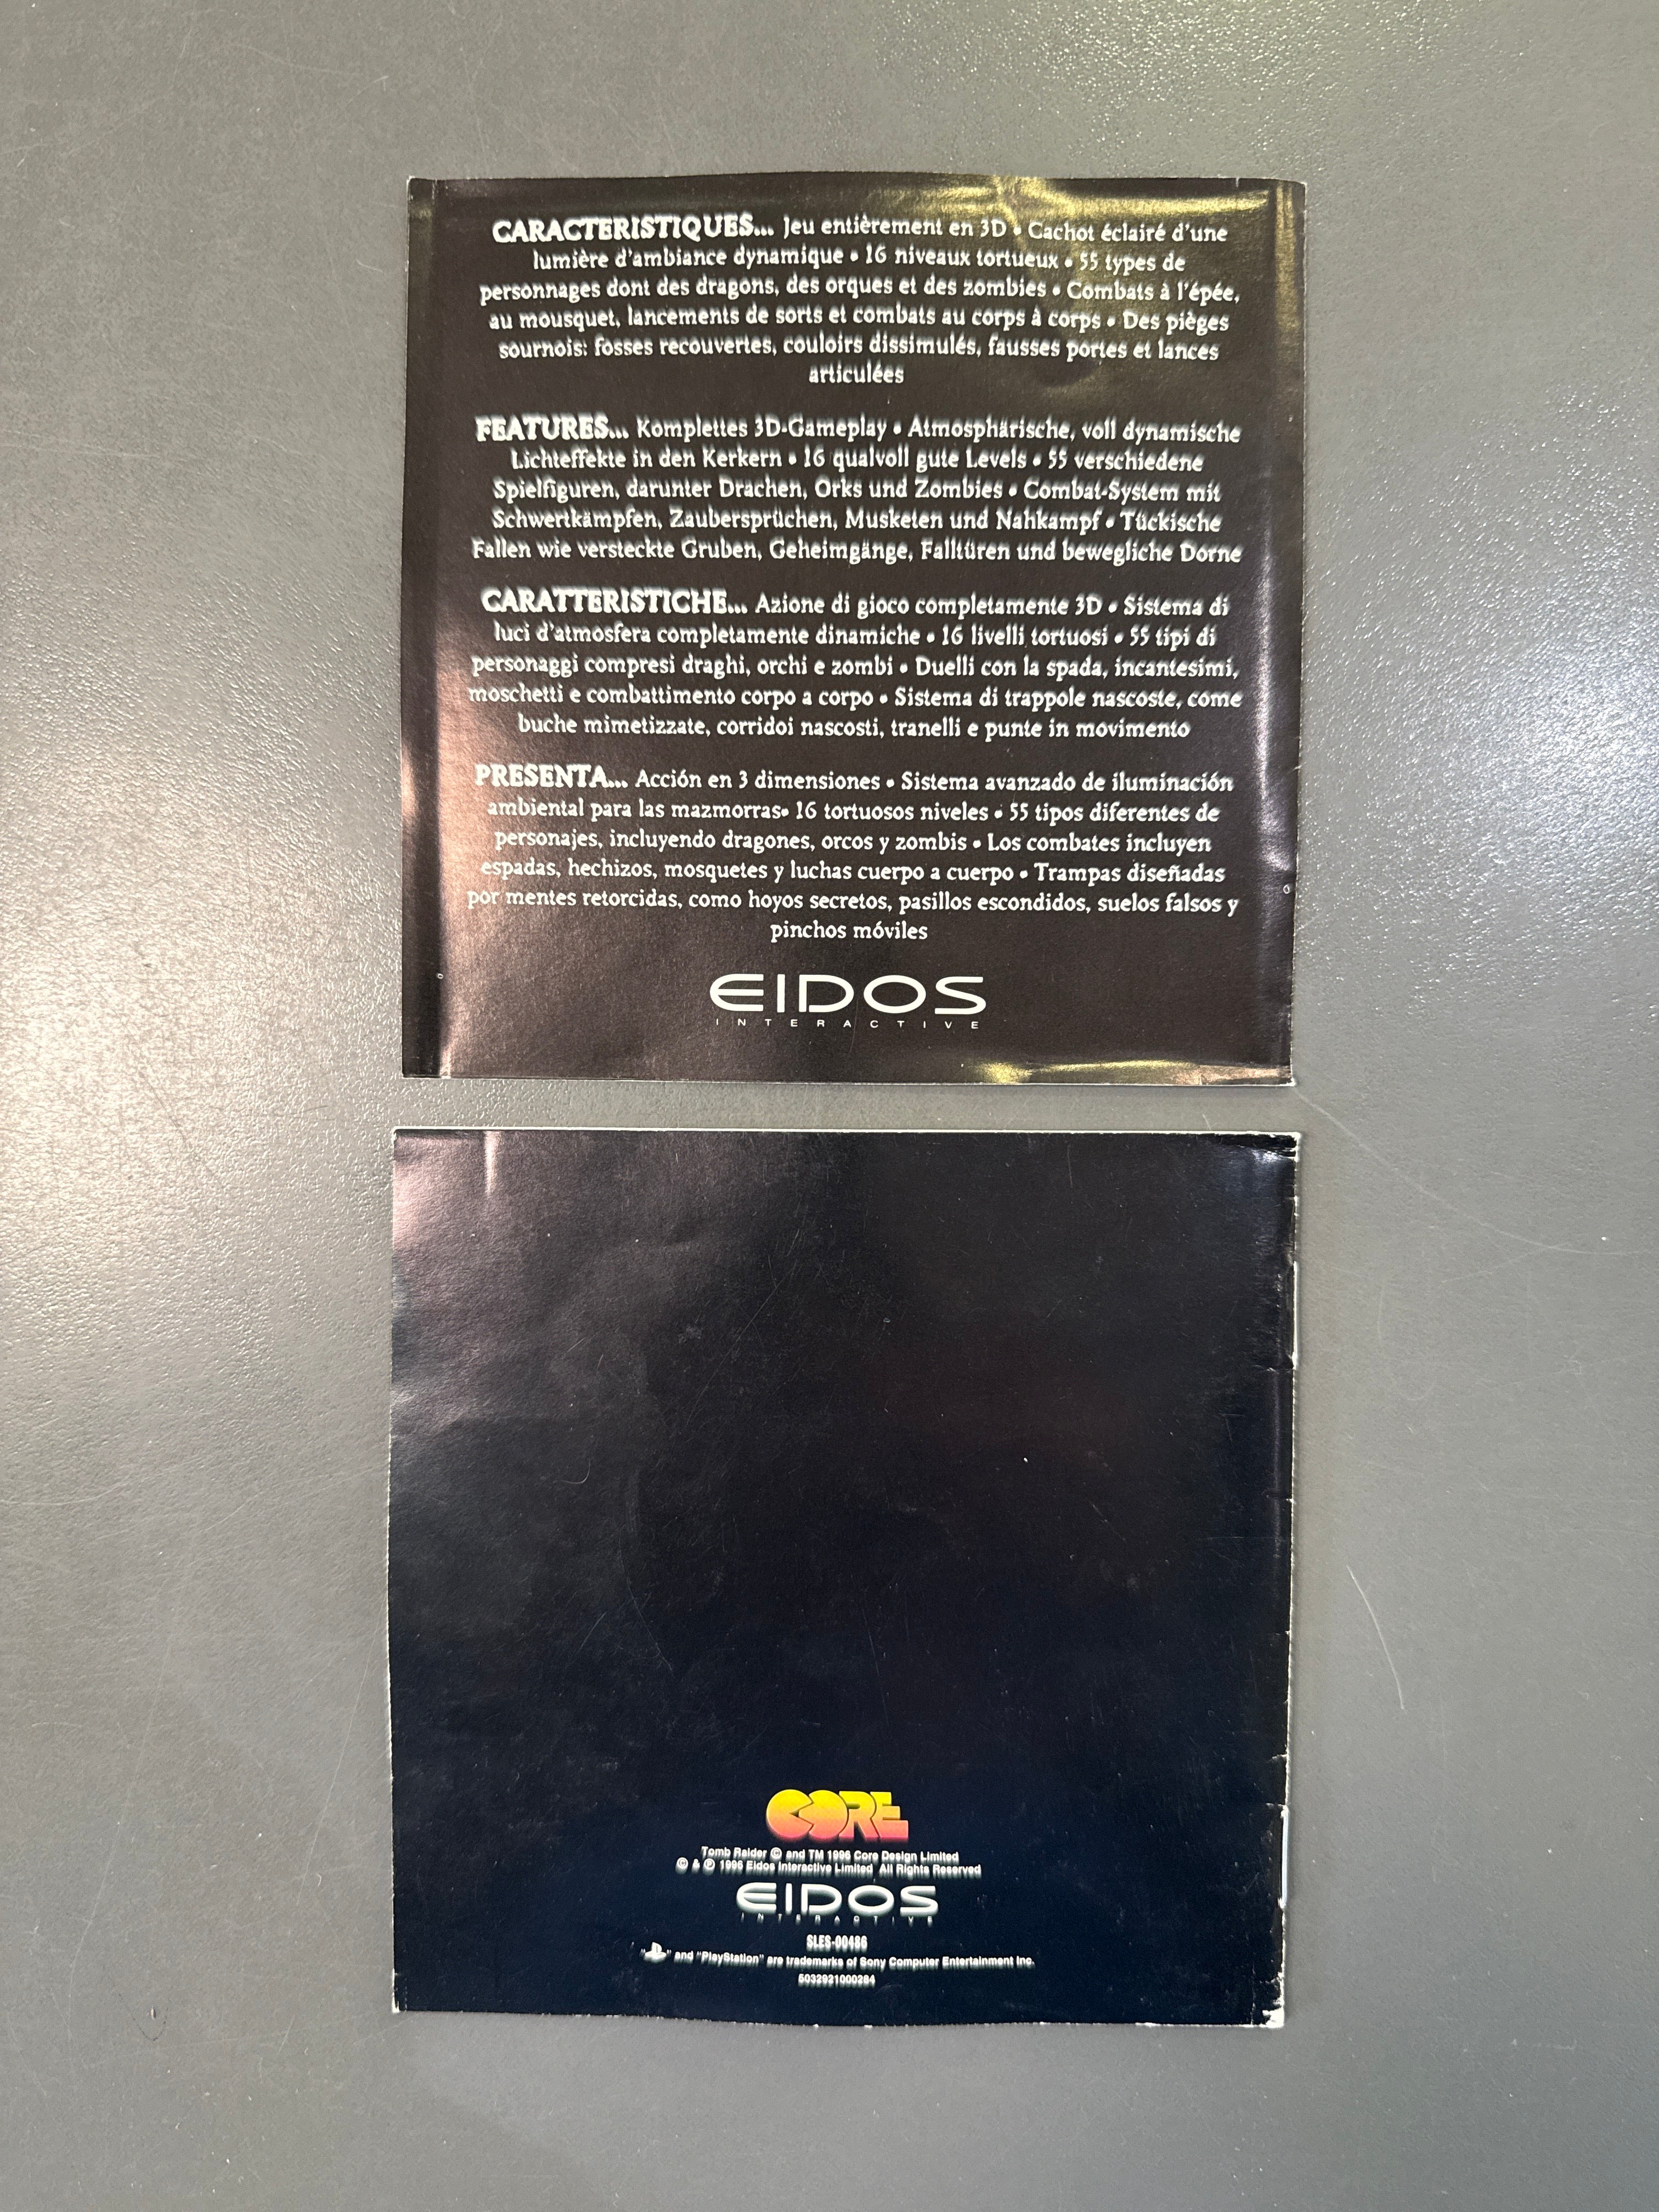 CARACTERISTIQUES... Jeu entièrement en 3D • Cachot éclairé d'une
lumière d'ambiance dynamique • 16 niveaux tortueux • 55 types de
personnages dont des dragons, des orques et des zombies • Combats à l'épée,
au mousquet, lancements de sorts et combats au corps à corps • Des pièges
sournois: fosses recouvertes, couloirs dissimulés, fausses portes et lances
articulées
FEATURES... Komplettes 3D-Gameplay • Atmosphärische, voll dynamische
Lichteffekte in den Kerkern • 16 qualvoll gute Levels • 55 verschiedene
Spielfiguren, darunter Drachen, Orks und Zombies • Combat-System mit
Schwertkämpfen, Zaubersprüchen, Musketen und Nahkampf • Tückische
Fallen wie versteckte Gruben, Geheimgänge, Falltüren und bewegliche Dorne
CARATTERISTICHE... Azione di gioco completamente 3D • Sistema di
luci d'atmosfera completamente dinamiche • 16 livelli tortuosi • 55 tipi di
personaggi compresi draghi, orchi e zombi • Duelli con la spada, incantesimi,
moschetti e combattimento corpo a corpo • Sistema di trappole nascoste, come
buche mimetizzate, corridoi nascosti, tranelli e punte in movimento
PRESENTA... Acción en 3 dimensiones • Sistema avanzado de iluminación
ambiental para las mazmorras• 16 tortuosos niveles • 55 tipos diferentes de
personajes, incluyendo dragones, orcos y zombis • Los combates incluyen
espadas, hechizos, mosquetes y luchas cuerpo a cuerpo • Trampas diseñadas
por mentes retorcidas, como hoyos secretos, pasillos escondidos, suelos falsos y
pinchos móviles
EIDOS
INTERACTIVE
CORE
Tomb Raider © and TM 1996 Core Design Limited
© & ℗ 1996 Eidos Interactive Limited All Rights Reserved
EIDOS
INTERACTIVE
SLES-00486
" " and "PlayStation" are trademarks of Sony Computer Entertainment Inc.
5032921000284